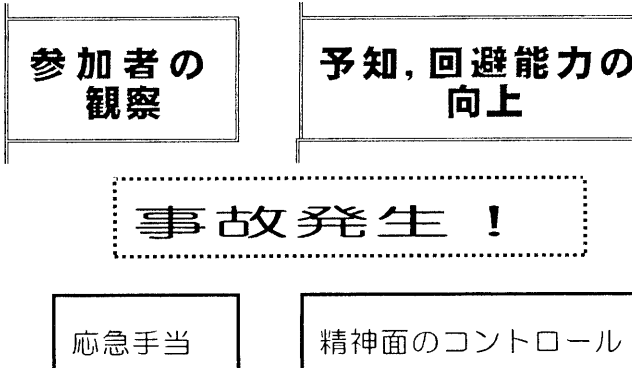 参加者の
観察
予知,回避能力の
向上
事故発生!
応急手当
精神面のコントロール